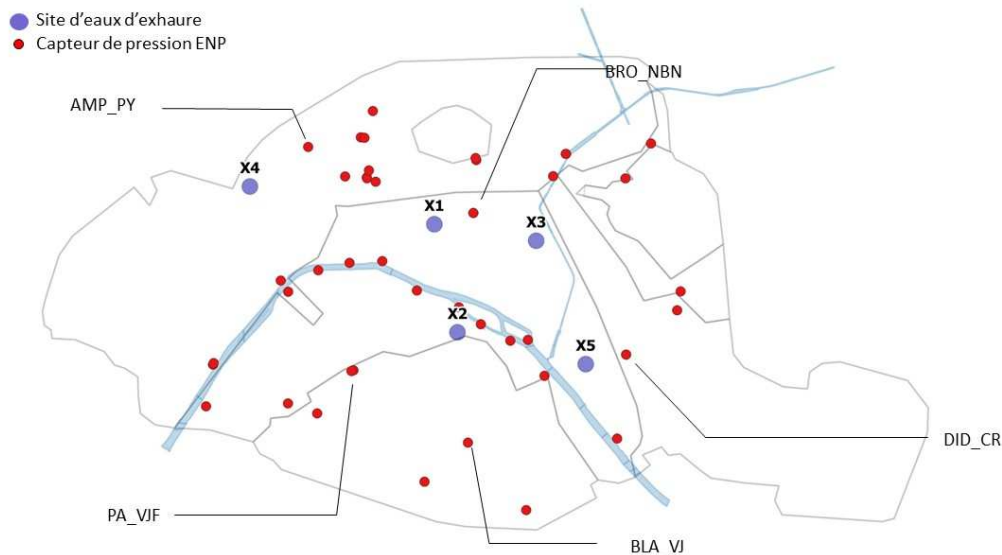 Site d'eaux d'exhaure
Capteur de pression ENP
BRO_NBN
AMP_PY
X4
X1
X3
X2
X5
DID_CR
PA_VJF
BLA_VJ